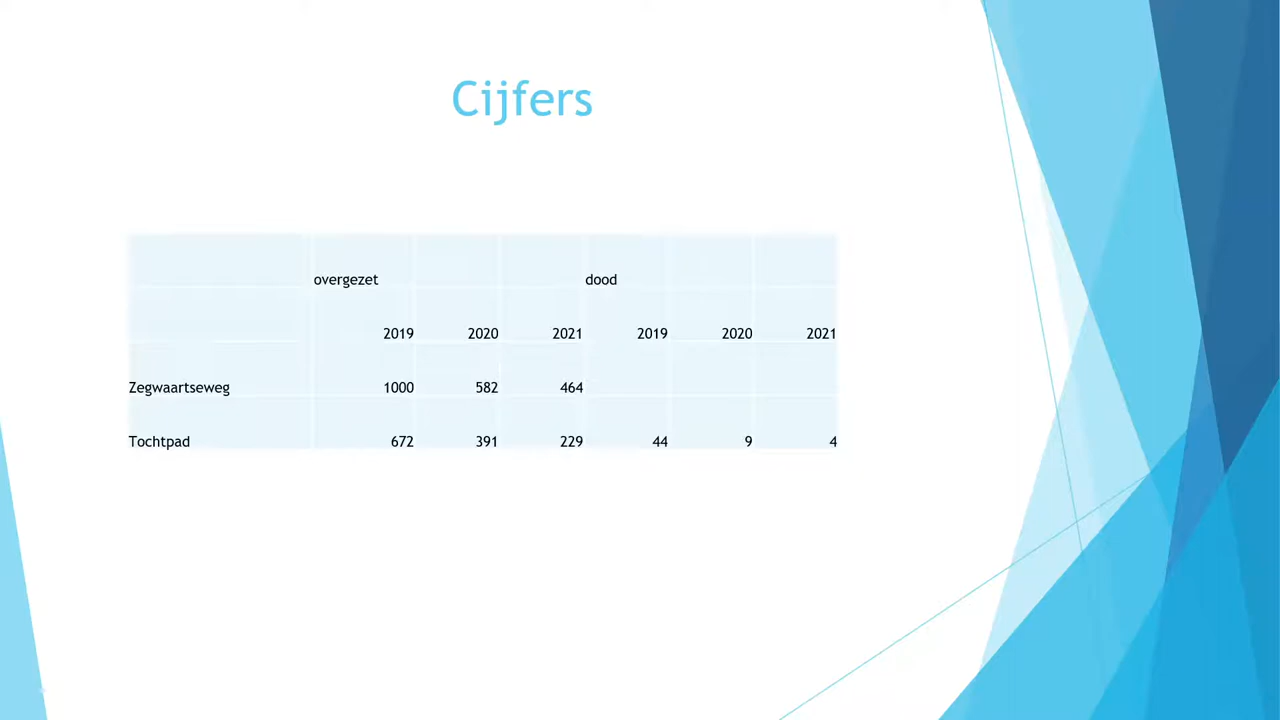 Cijfers
overgezet dood
2019 2020 2021 2019 2020 2021
Zegwaartseweg 1000 582 464
Tochtpad 672 391 229 44 9 4